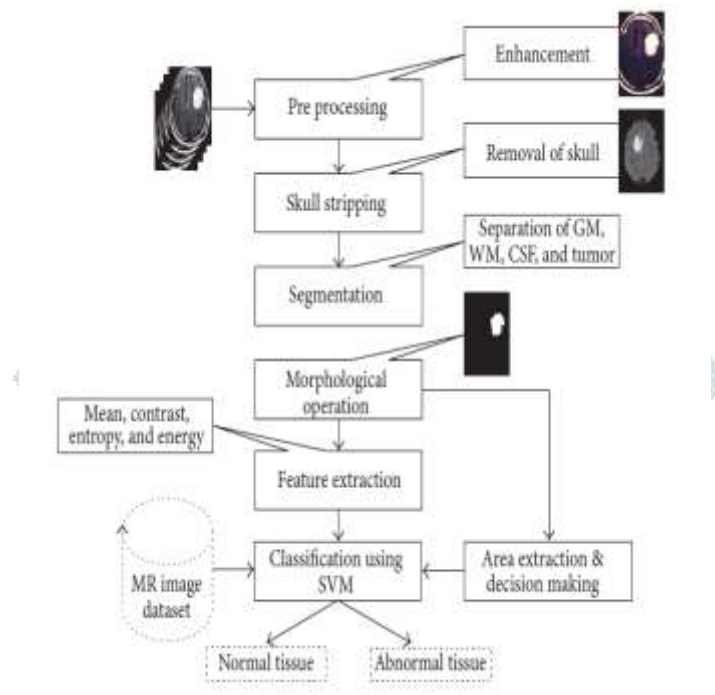 Enhancement
Pre processing
Removal of skull
Skull stripping
Separation of GM,
WM, CSF, and tumor
Segmentation
Morphological
operation
Mean, contrast,
entropy, and energy
Feature extraction
MR image
dataset
Classification using
SVM
Area extraction &
decision making
Normal tissue
Abnormal tissue